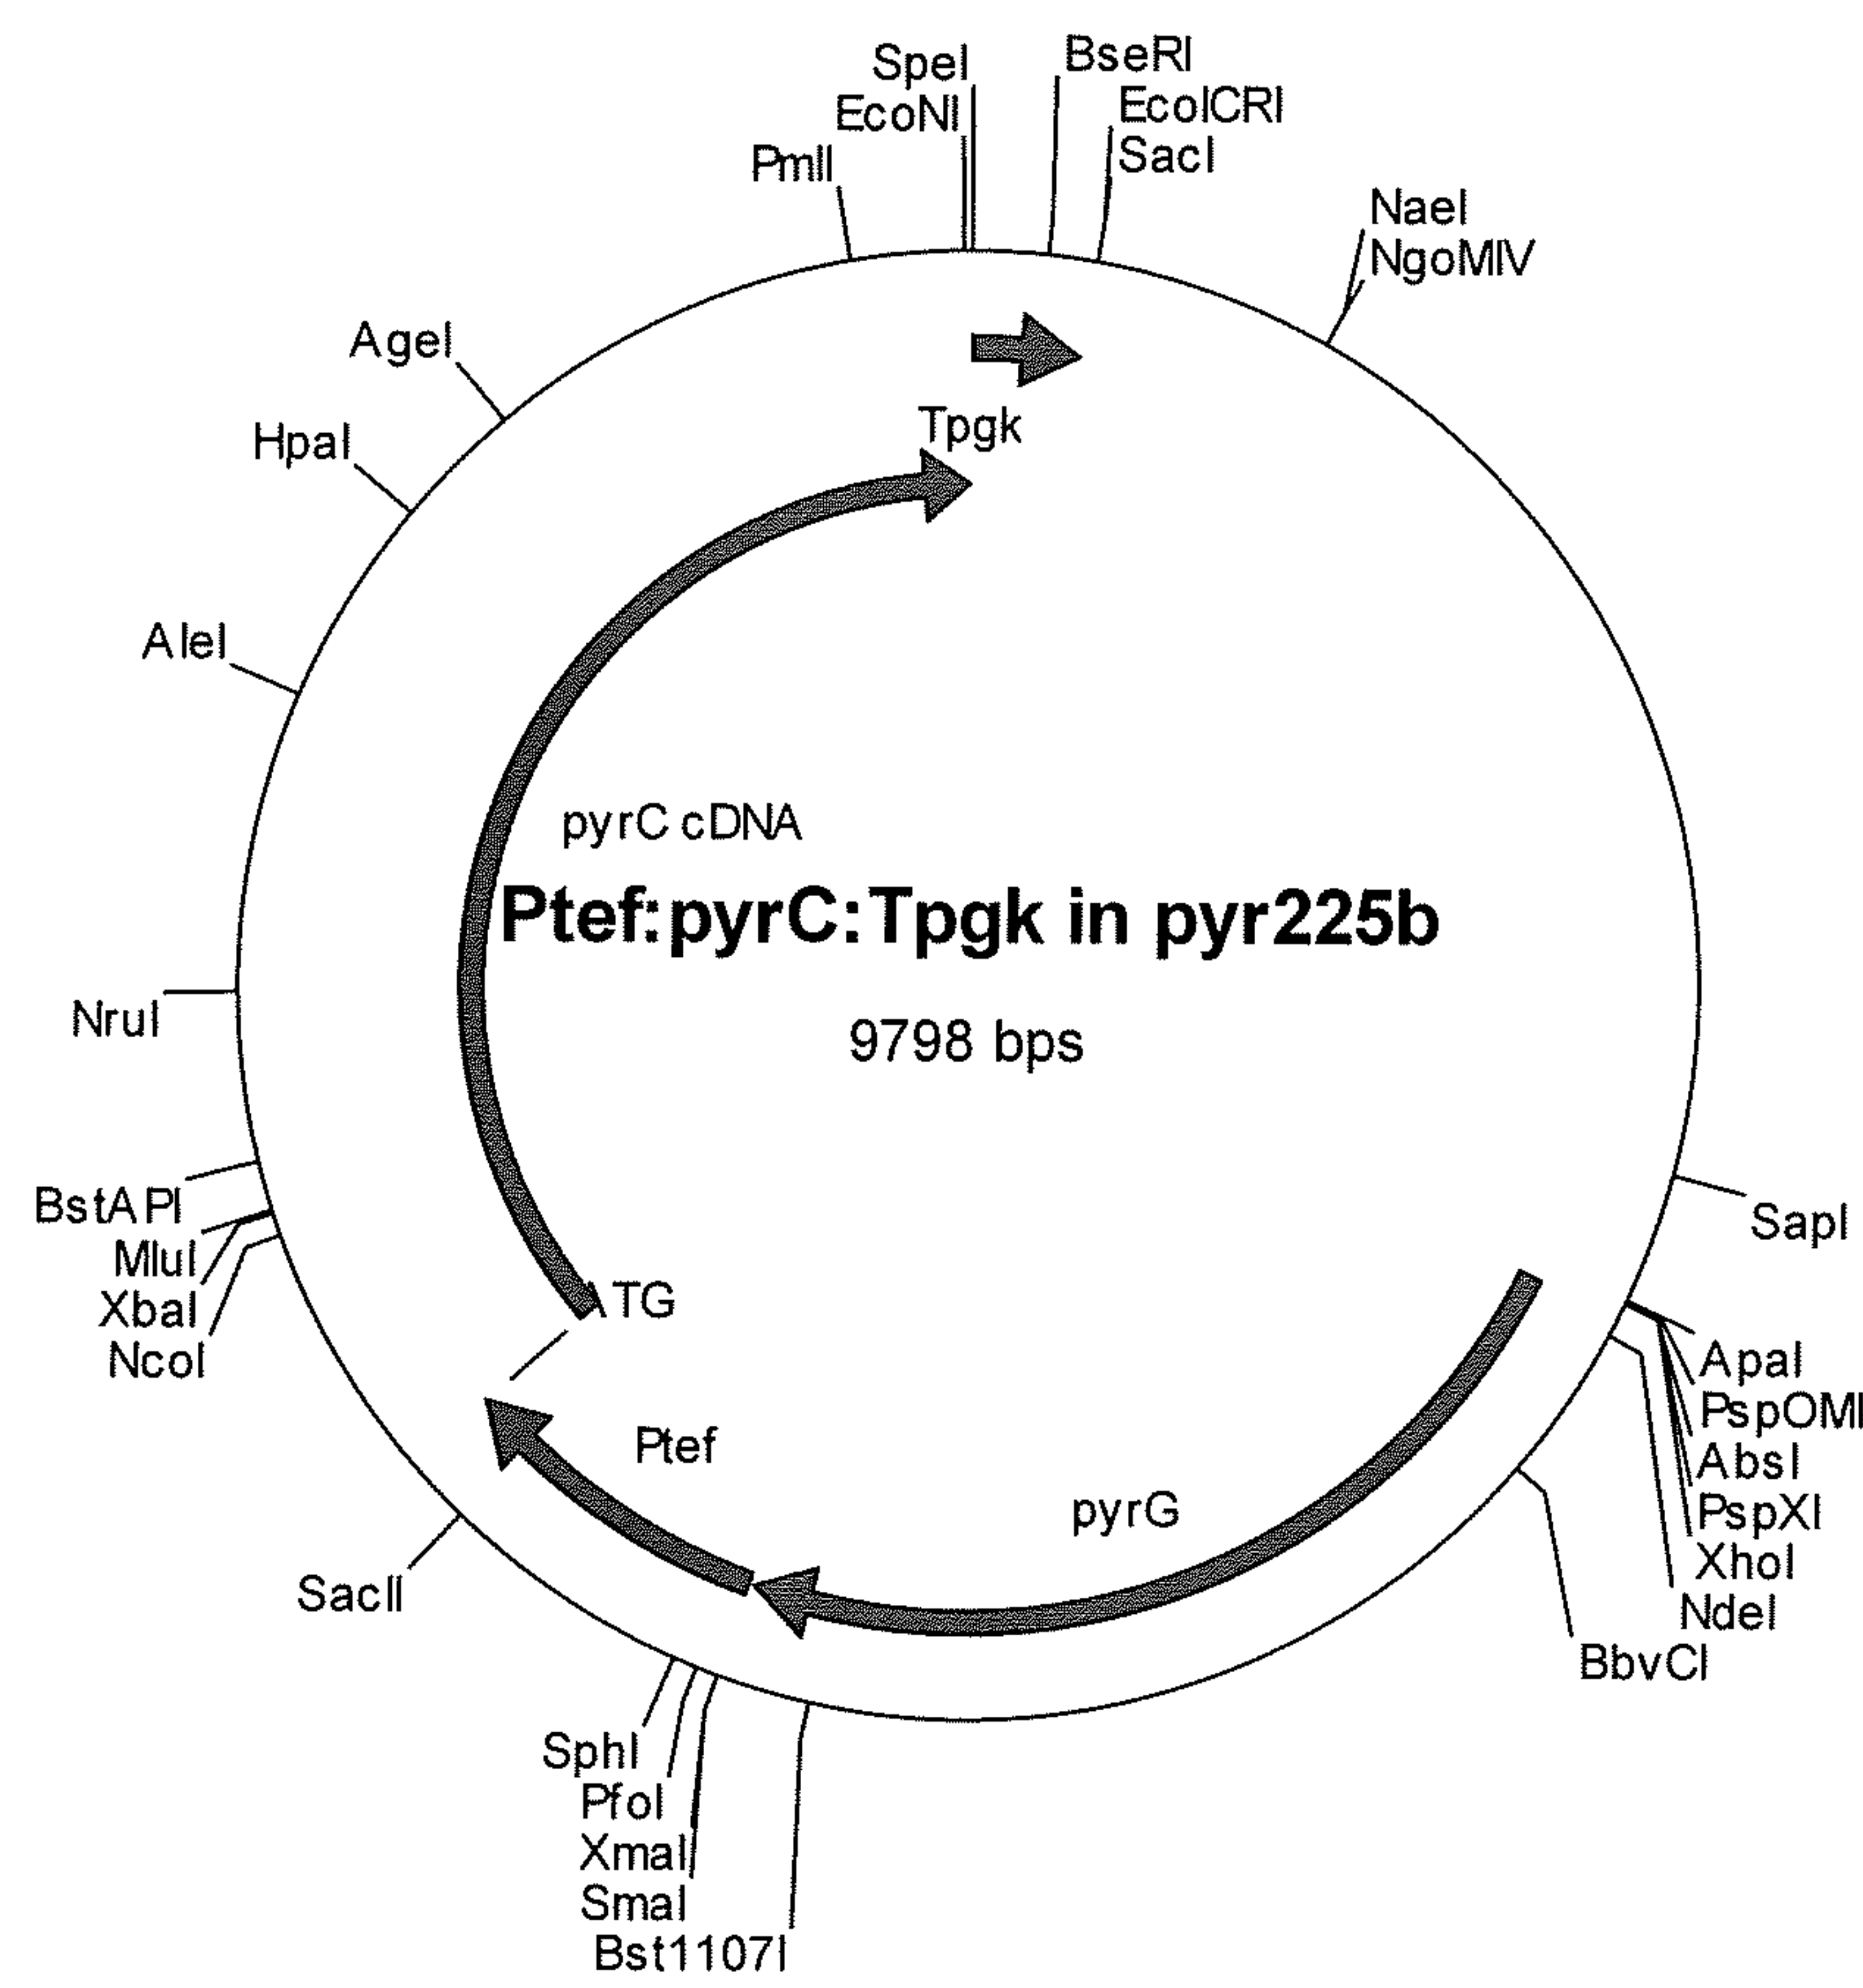 SpeI
EcoNI
PmlI
BseRI
EcoICRI
SacI
NaeI
NgoMIV
AgeI
HpaI
AleI
NruI
BstAPI
MluI
XbaI
NcoI
SacII
SphI
PfoI
XmaI
SmaI
Bst1107I
SapI
ApaI
PspOMI
AbsI
PspXI
XhoI
NdeI
BbvCI
Tpgk
pyrC cDNA
Ptef:pyrC:Tpgk in pyr225b
9798 bps
ATG
Ptef
pyrG